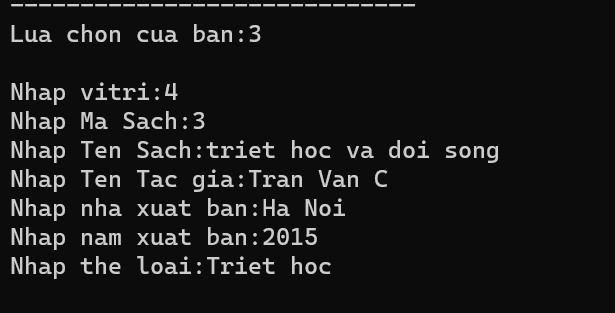 -----------------------------
Lua chon cua ban:3
Nhap vitri:4
Nhap Ma Sach:3
Nhap Ten Sach:triet hoc va doi song
Nhap Ten Tac gia:Tran Van C
Nhap nha xuat ban:Ha Noi
Nhap nam xuat ban:2015
Nhap the loai:Triet hoc